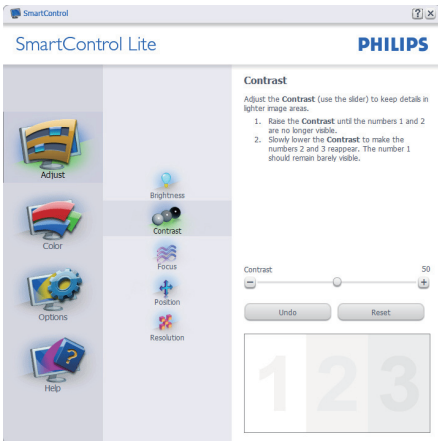 SmartControl
? ×
SmartControl Lite
PHILIPS
Adjust
Color
Options
Help
Brightness
Contrast
Focus
Position
Resolution
Contrast
Adjust the Contrast (use the slider) to keep details in
lighter image areas.
1. Raise the Contrast until the numbers 1 and 2
are no longer visible.
2. Slowly lower the Contrast to make the
numbers 2 and 3 reappear. The number 1
should remain barely visible.
Contrast 50
− +
Undo Reset
1 2 3